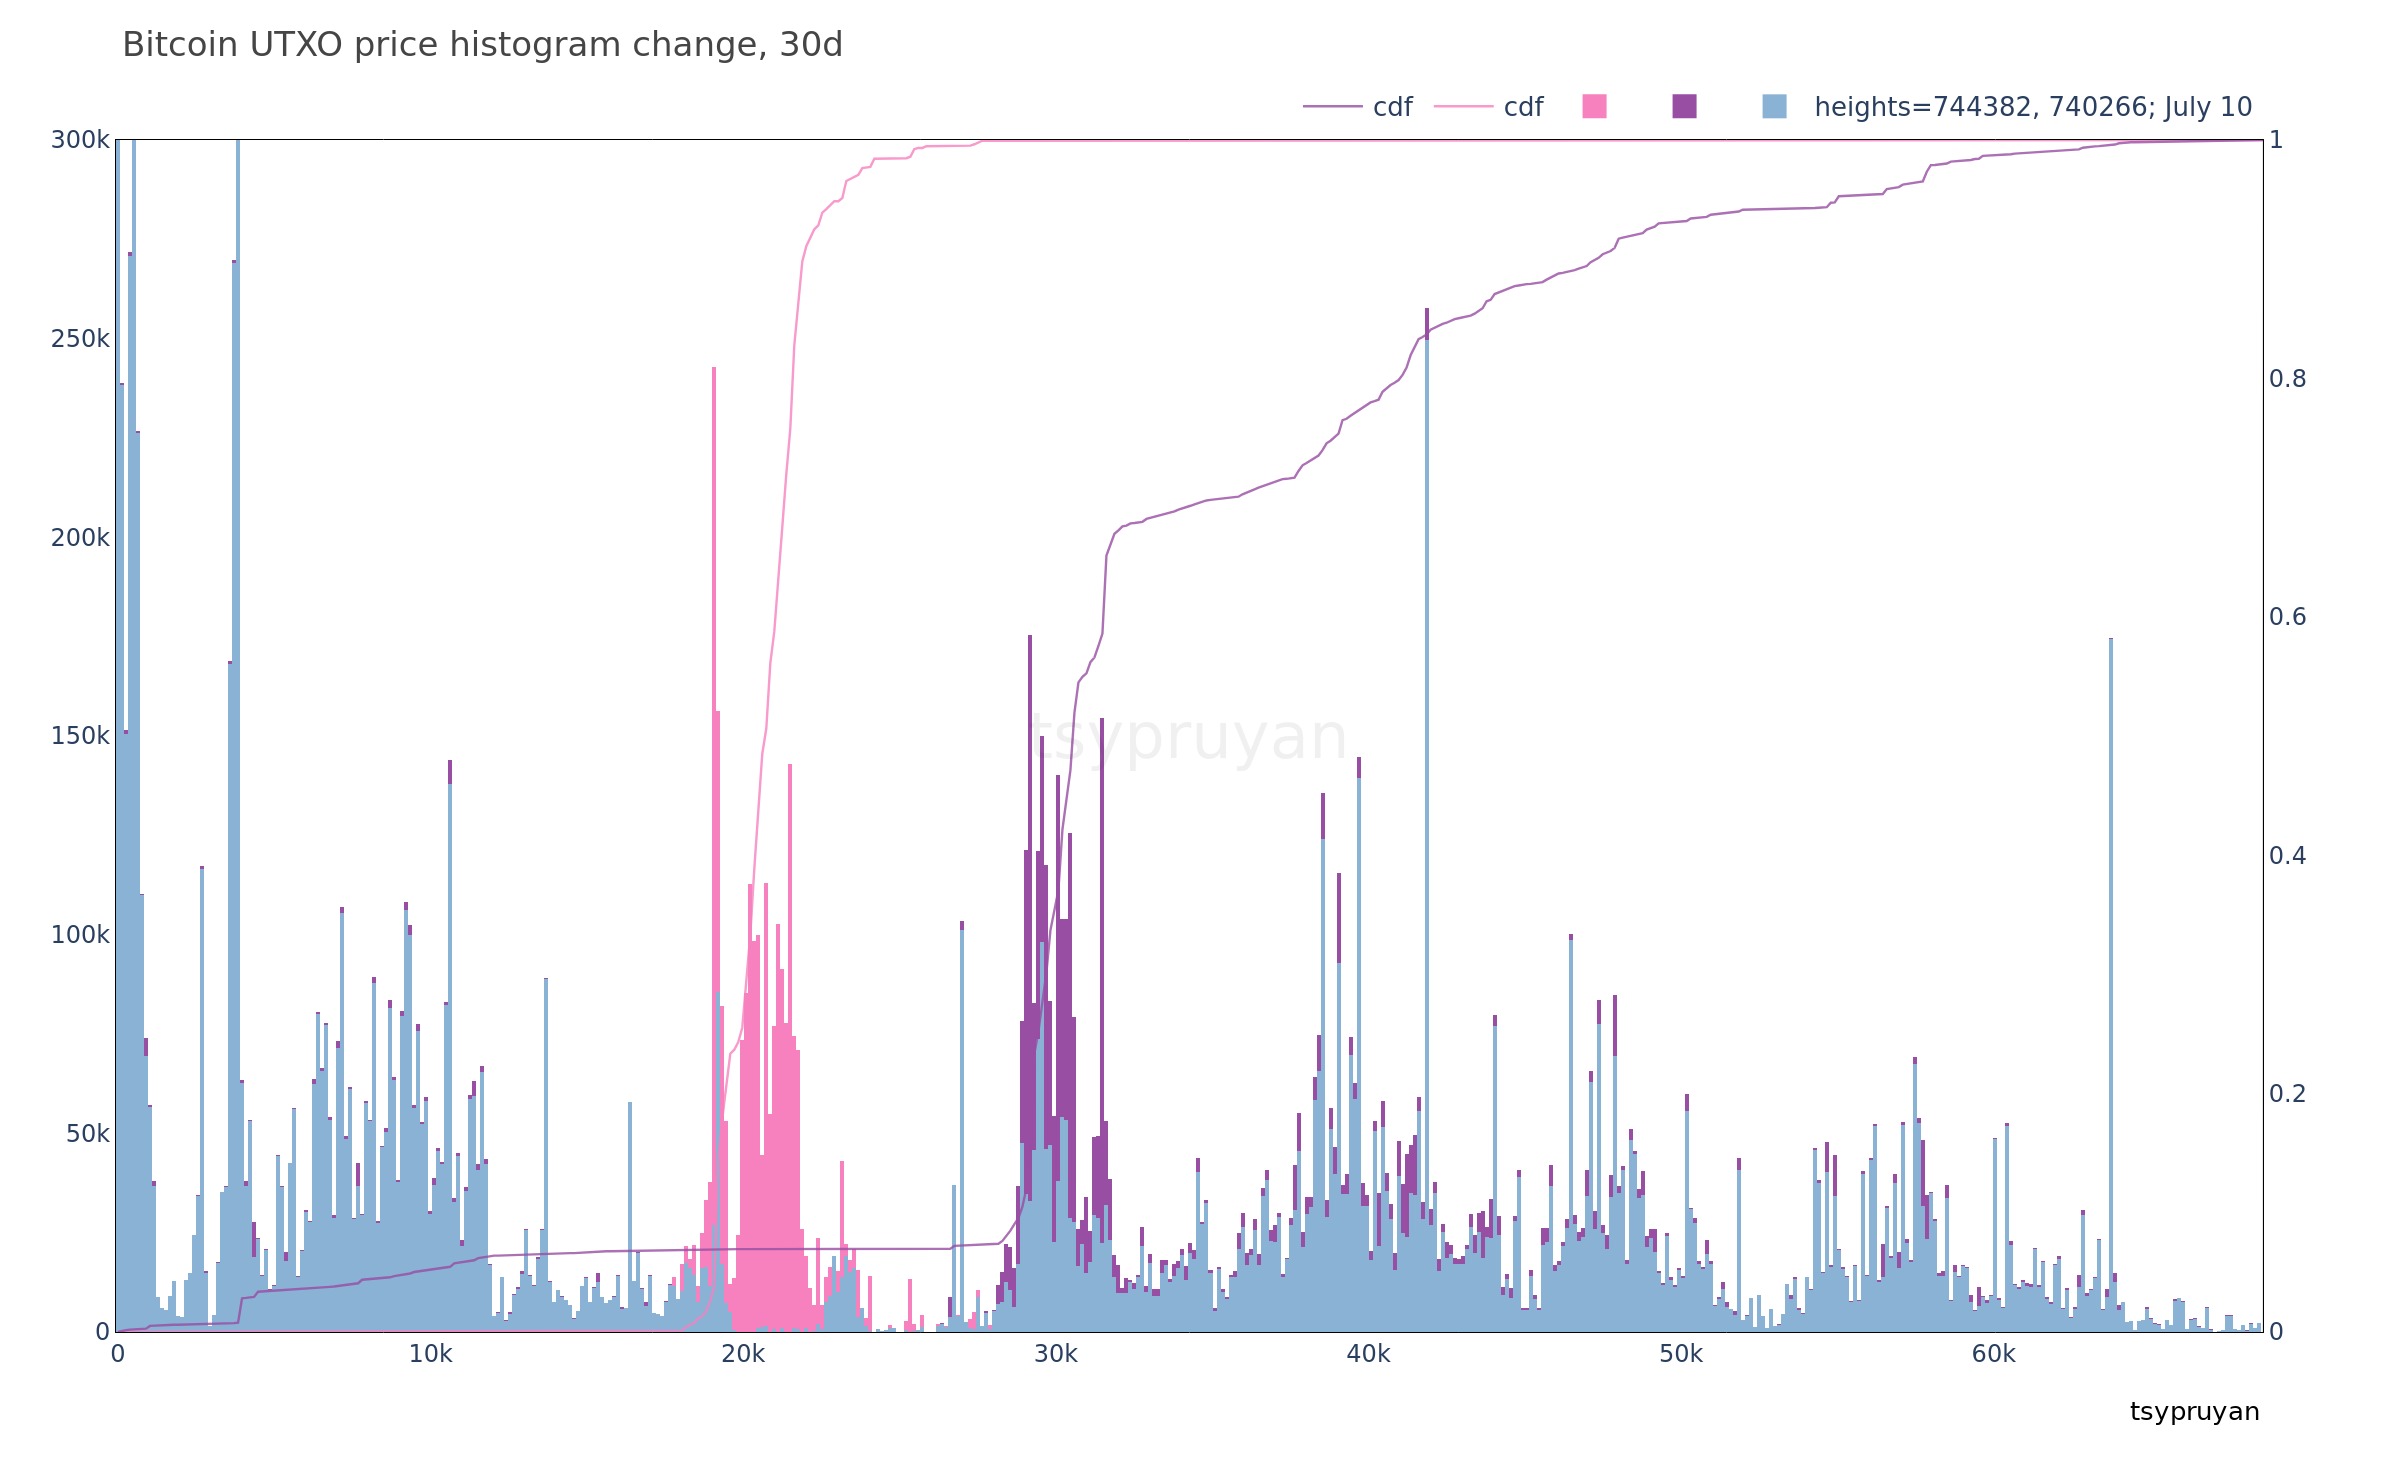 Bitcoin UTXO price histogram change, 30d
cdf cdf heights=744382, 740266; July 10
300k 1
250k
0.8
200k
0.6
150k
tsypruyan
100k
0.4
50k
0.2
0 0
0 10k 20k 30k 40k 50k 60k
tsypruyan